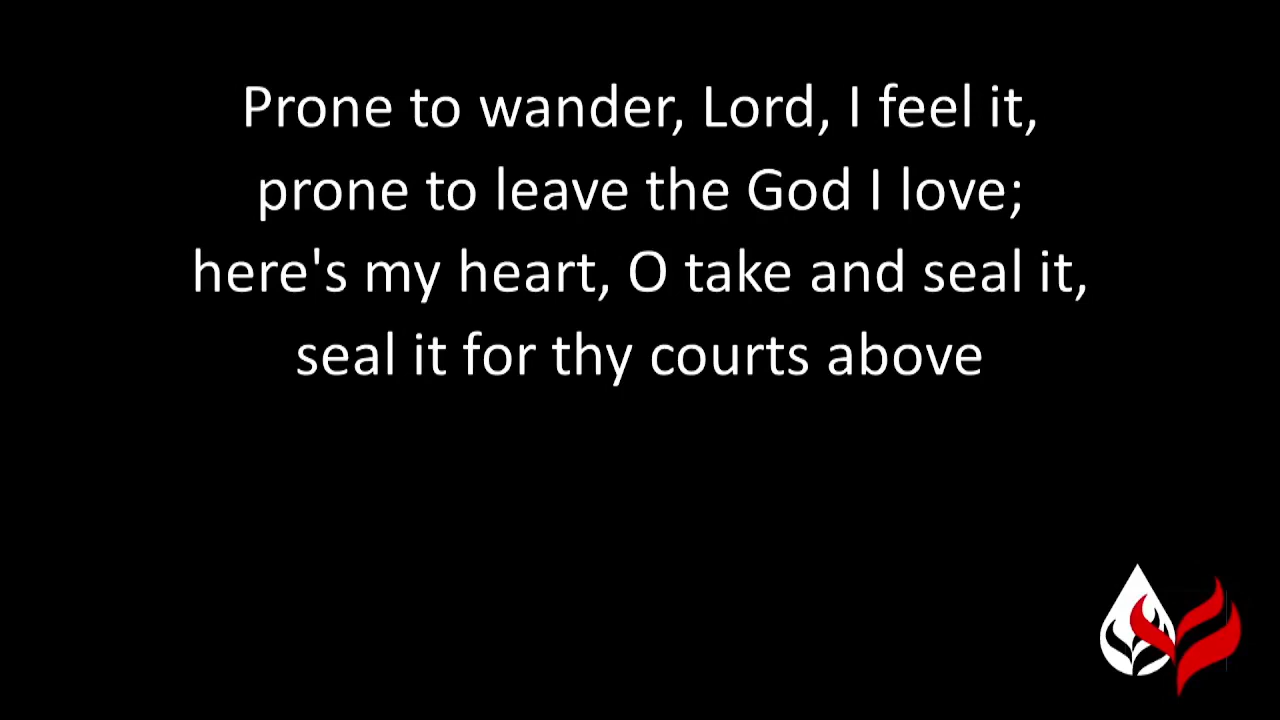 Prone to wander, Lord, I feel it,
prone to leave the God I love;
here's my heart, O take and seal it,
seal it for thy courts above